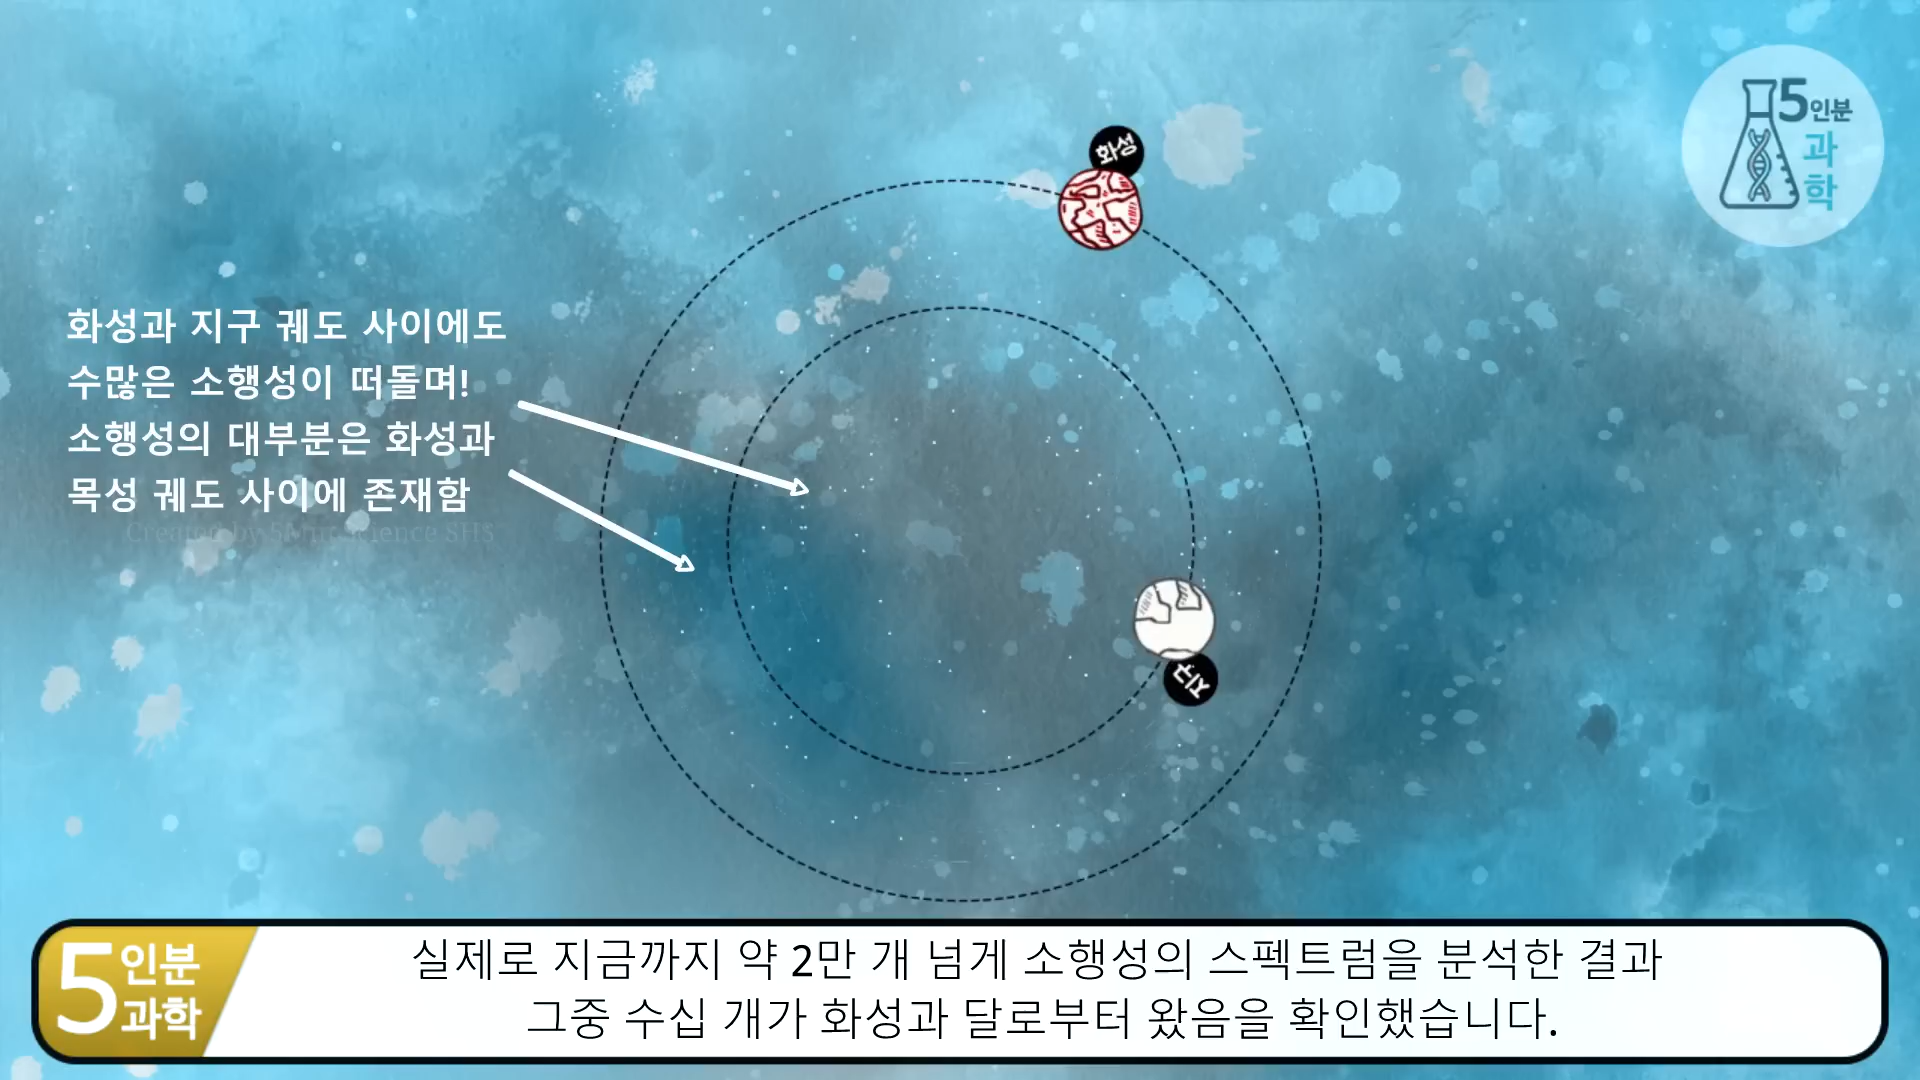 5인분
과
학
화성
화성과 지구 궤도 사이에도
수많은 소행성이 떠돌며!
소행성의 대부분은 화성과
목성 궤도 사이에 존재함
Created by 5Min Science SHS
지구
5인분
과학
실제로 지금까지 약 2만 개 넘게 소행성의 스펙트럼을 분석한 결과
그중 수십 개가 화성과 달로부터 왔음을 확인했습니다.